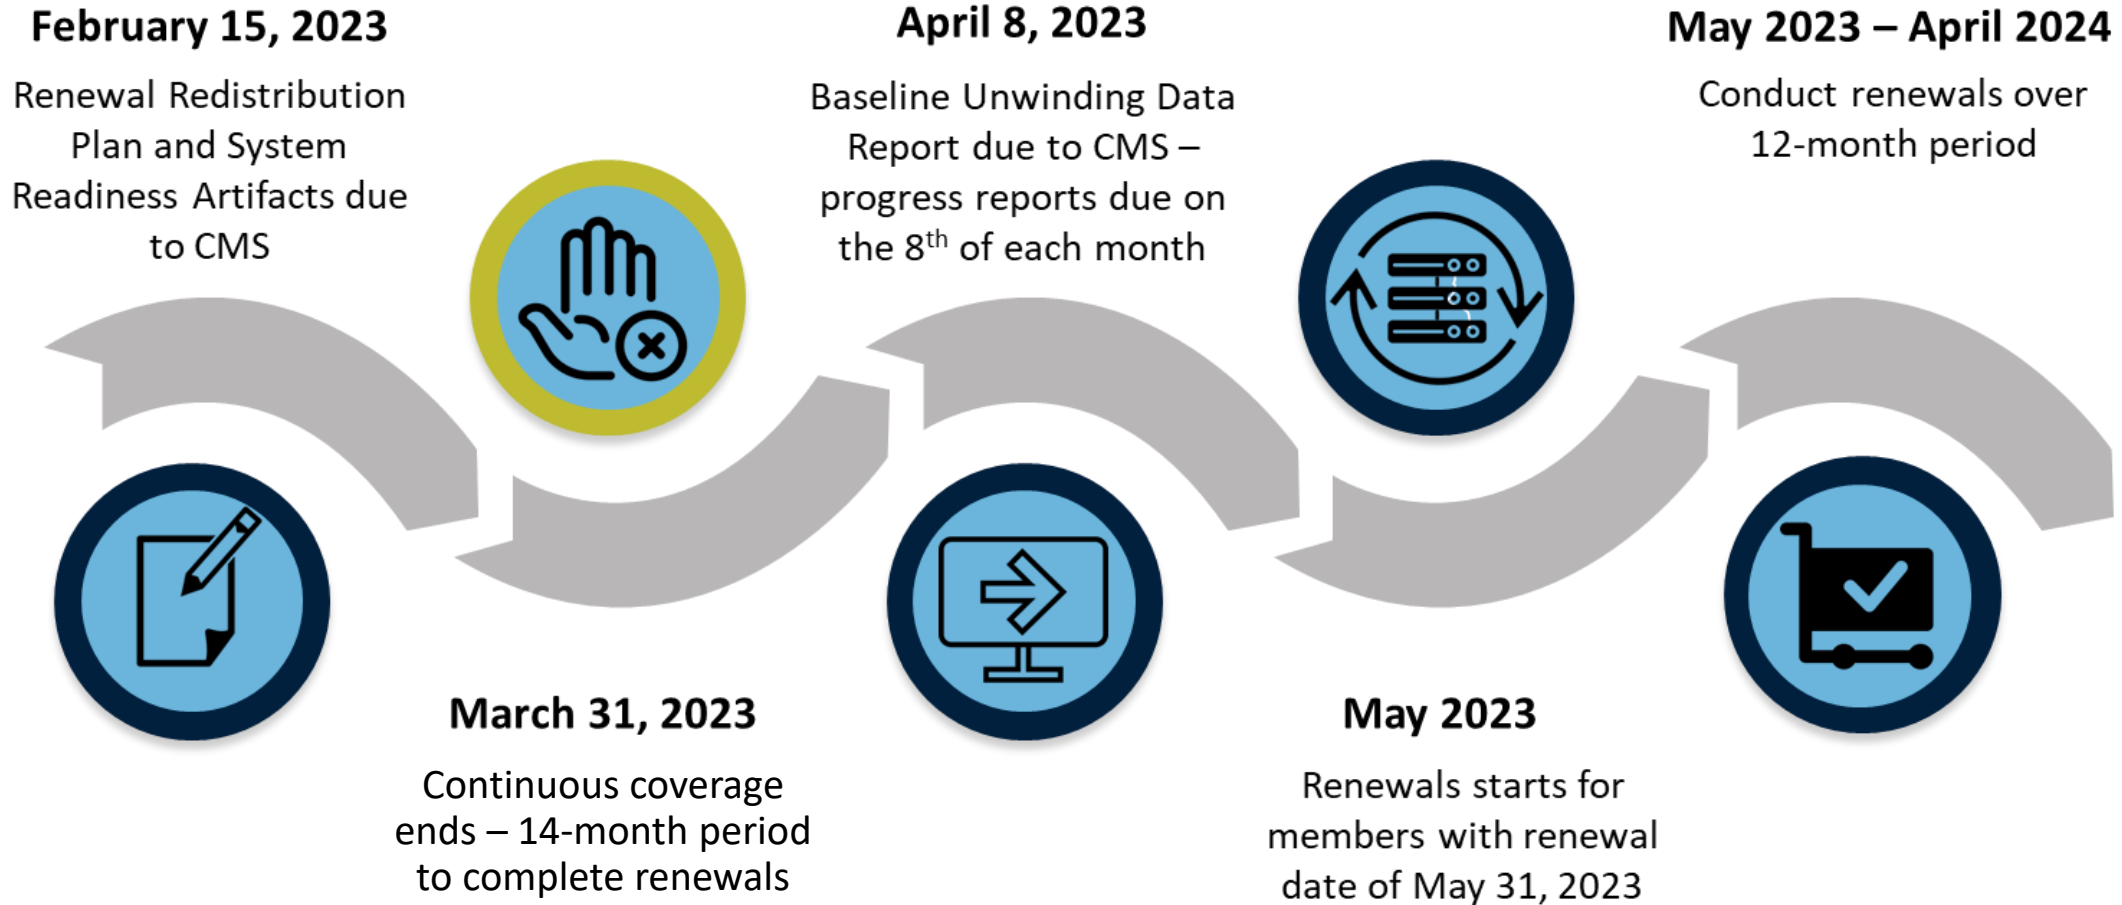 February 15, 2023
Renewal Redistribution
Plan and System
Readiness Artifacts due
to CMS
March 31, 2023
Continuous coverage
ends – 14-month period
to complete renewals
April 8, 2023
Baseline Unwinding Data
Report due to CMS –
progress reports due on
the 8th of each month
May 2023
Renewals starts for
members with renewal
date of May 31, 2023
May 2023 – April 2024
Conduct renewals over
12-month period